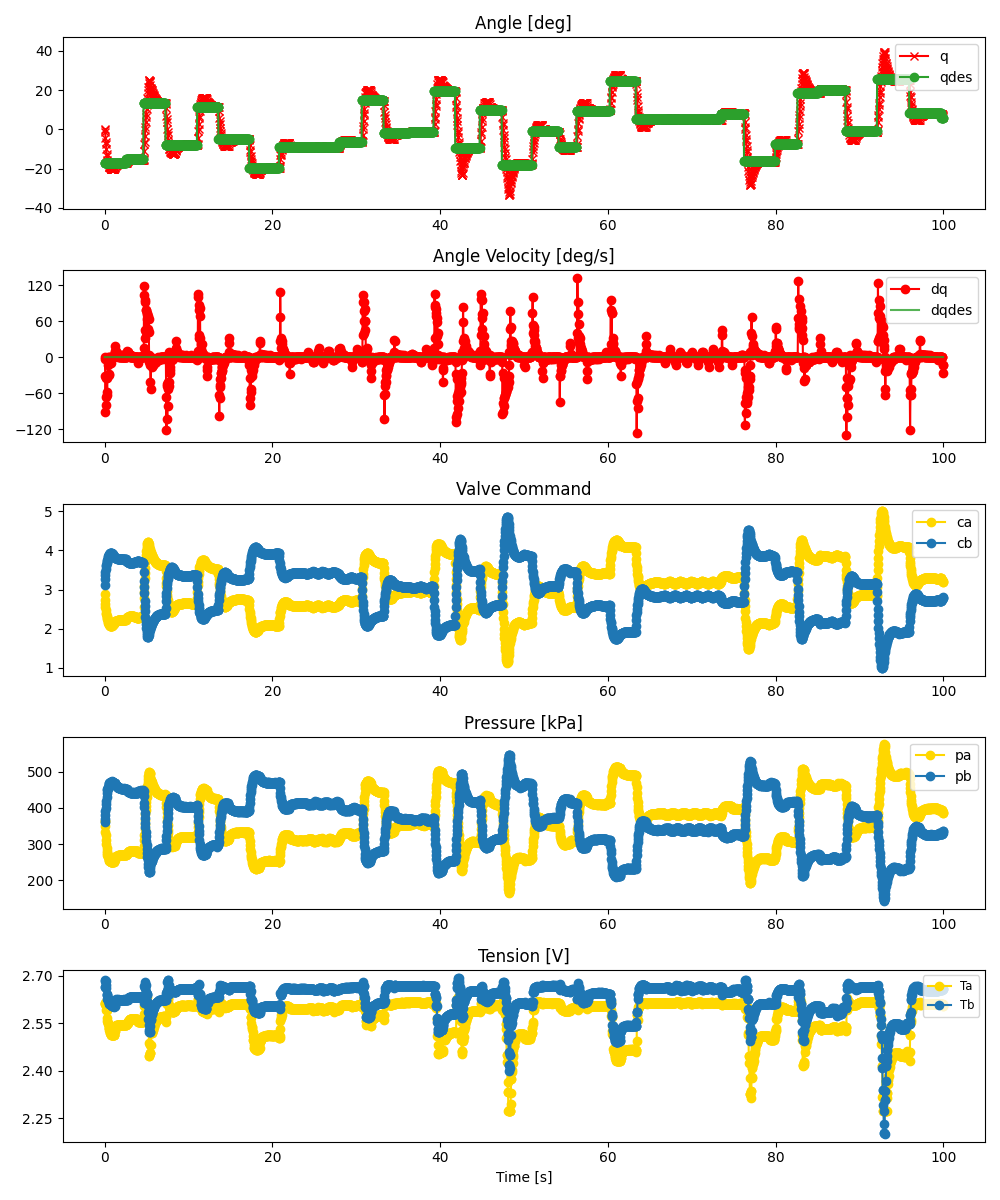 Angle [deg]
40
20
0
−20
−40
q
qdes
0 20 40 60 80 100
Angle Velocity [deg/s]
120
60
0
−60
−120
dq
dqdes
0 20 40 60 80 100
Valve Command
5
4
3
2
1
ca
cb
0 20 40 60 80 100
Pressure [kPa]
500
400
300
200
pa
pb
0 20 40 60 80 100
Tension [V]
2.70
2.55
2.40
2.25
Ta
Tb
0 20 40 60 80 100
Time [s]